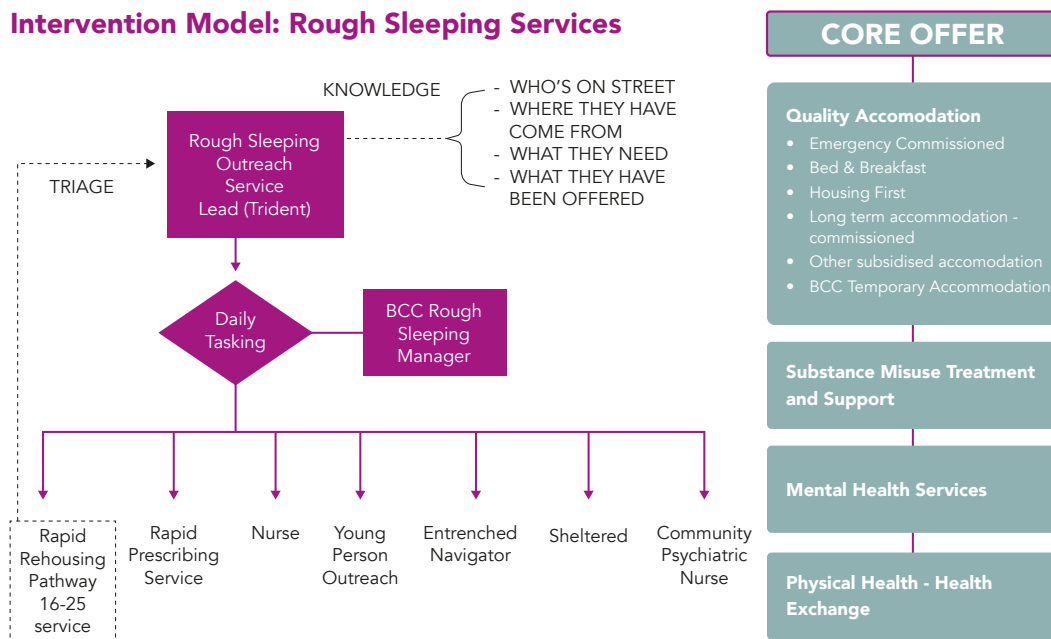 Intervention Model: Rough Sleeping Services
KNOWLEDGE
- WHO'S ON STREET
- WHERE THEY HAVE
COME FROM
- WHAT THEY NEED
- WHAT THEY HAVE
BEEN OFFERED
TRIAGE
Rough Sleeping
Outreach
Service
Lead (Trident)
Daily
Tasking
BCC Rough
Sleeping
Manager
Rapid
Rehousing
Pathway
16-25
service
Rapid
Prescribing
Service
Nurse
Young
Person
Outreach
Entrenched
Navigator
Sheltered
Community
Psychiatric
Nurse
CORE OFFER
Quality Accomodation
• Emergency Commissioned
• Bed & Breakfast
• Housing First
• Long term accommodation -
commissioned
• Other subsidised accomodation
• BCC Temporary Accommodation
Substance Misuse Treatment
and Support
Mental Health Services
Physical Health - Health
Exchange